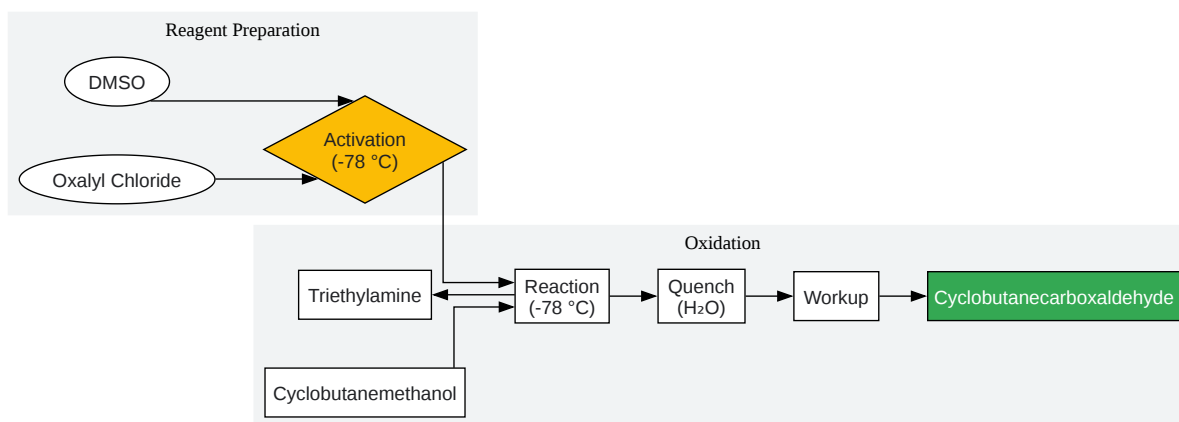 Reagent Preparation
DMSO
Activation
(-78 °C)
Oxalyl Chloride
Oxidation
Triethylamine
Reaction
(-78 °C)
Quench
(H₂O)
Workup
Cyclobutanecarboxaldehyde
Cyclobutanemethanol